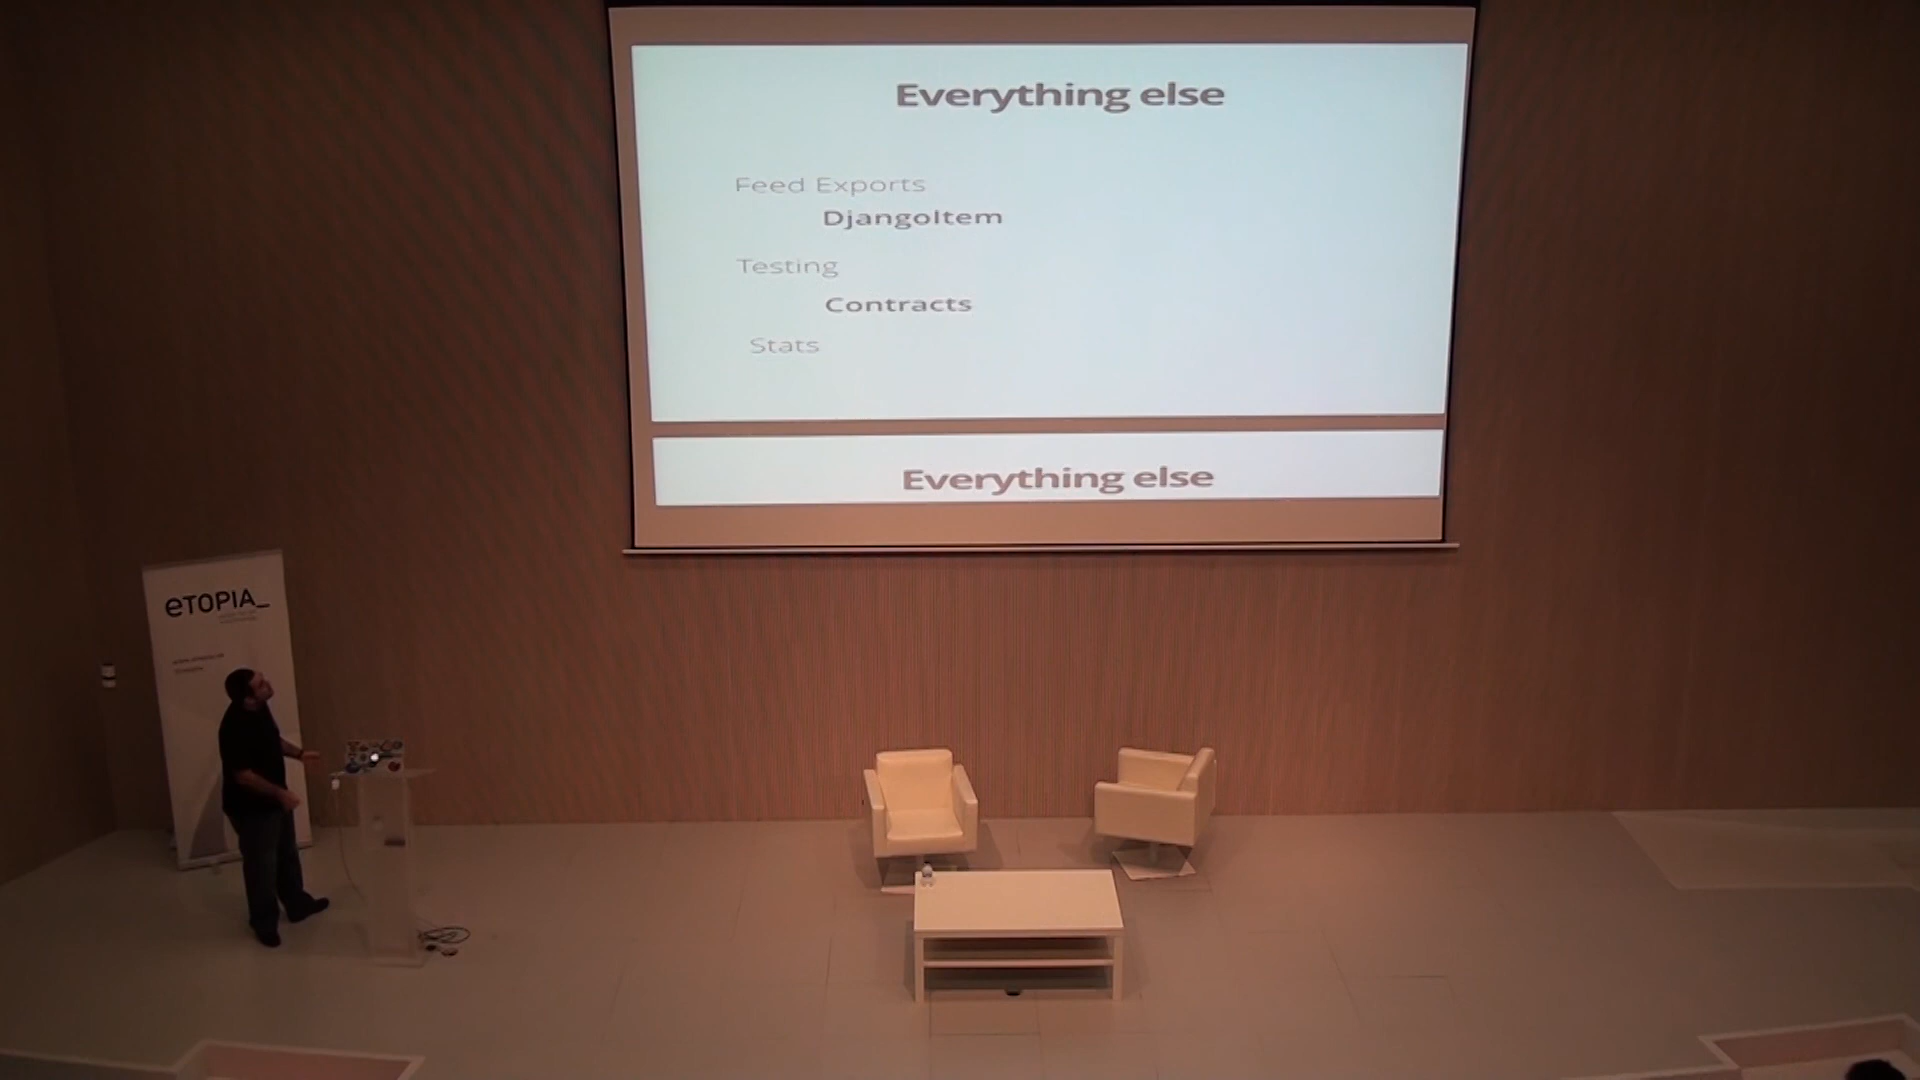 Everything else
Feed Exports
DjangoItem
Testing
Contracts
Stats
Everything else
eTOPIA_